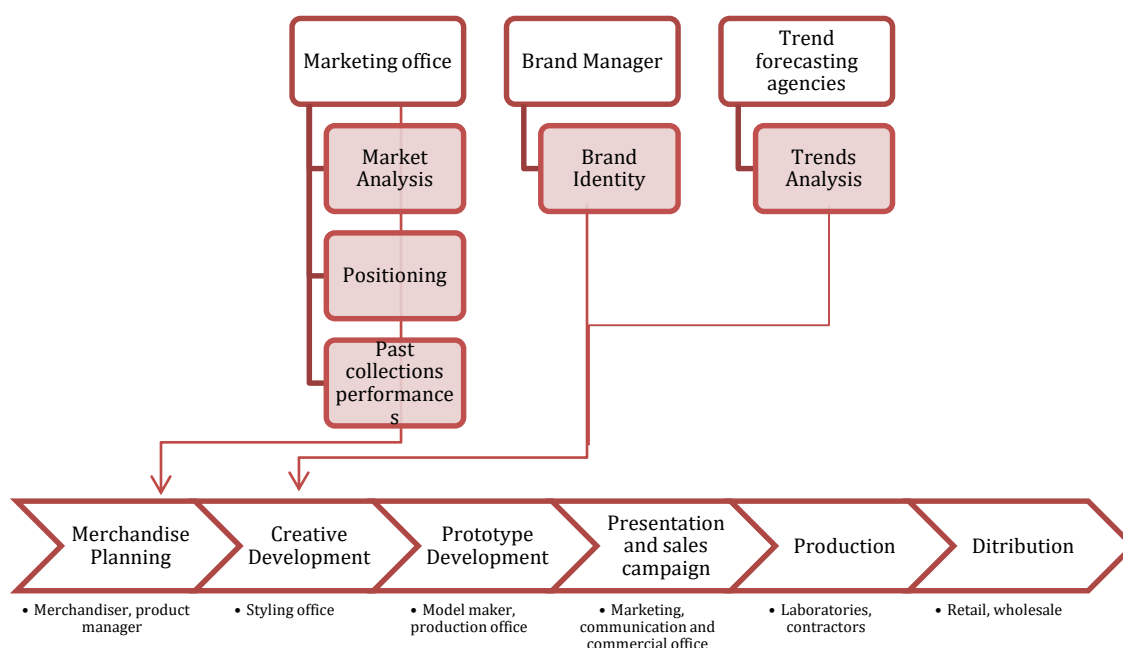 Marketing office
Brand Manager
Trend
forecasting
agencies
Market
Analysis
Brand
Identity
Trends
Analysis
Positioning
Past
collections
performance
s
Merchandise
Planning
Creative
Development
Prototype
Development
Presentation
and sales
campaign
Production
Ditribution
• Merchandiser, product
manager
• Styling office
• Model maker,
production office
• Marketing,
communication and
commercial office
• Laboratories,
contractors
• Retail, wholesale